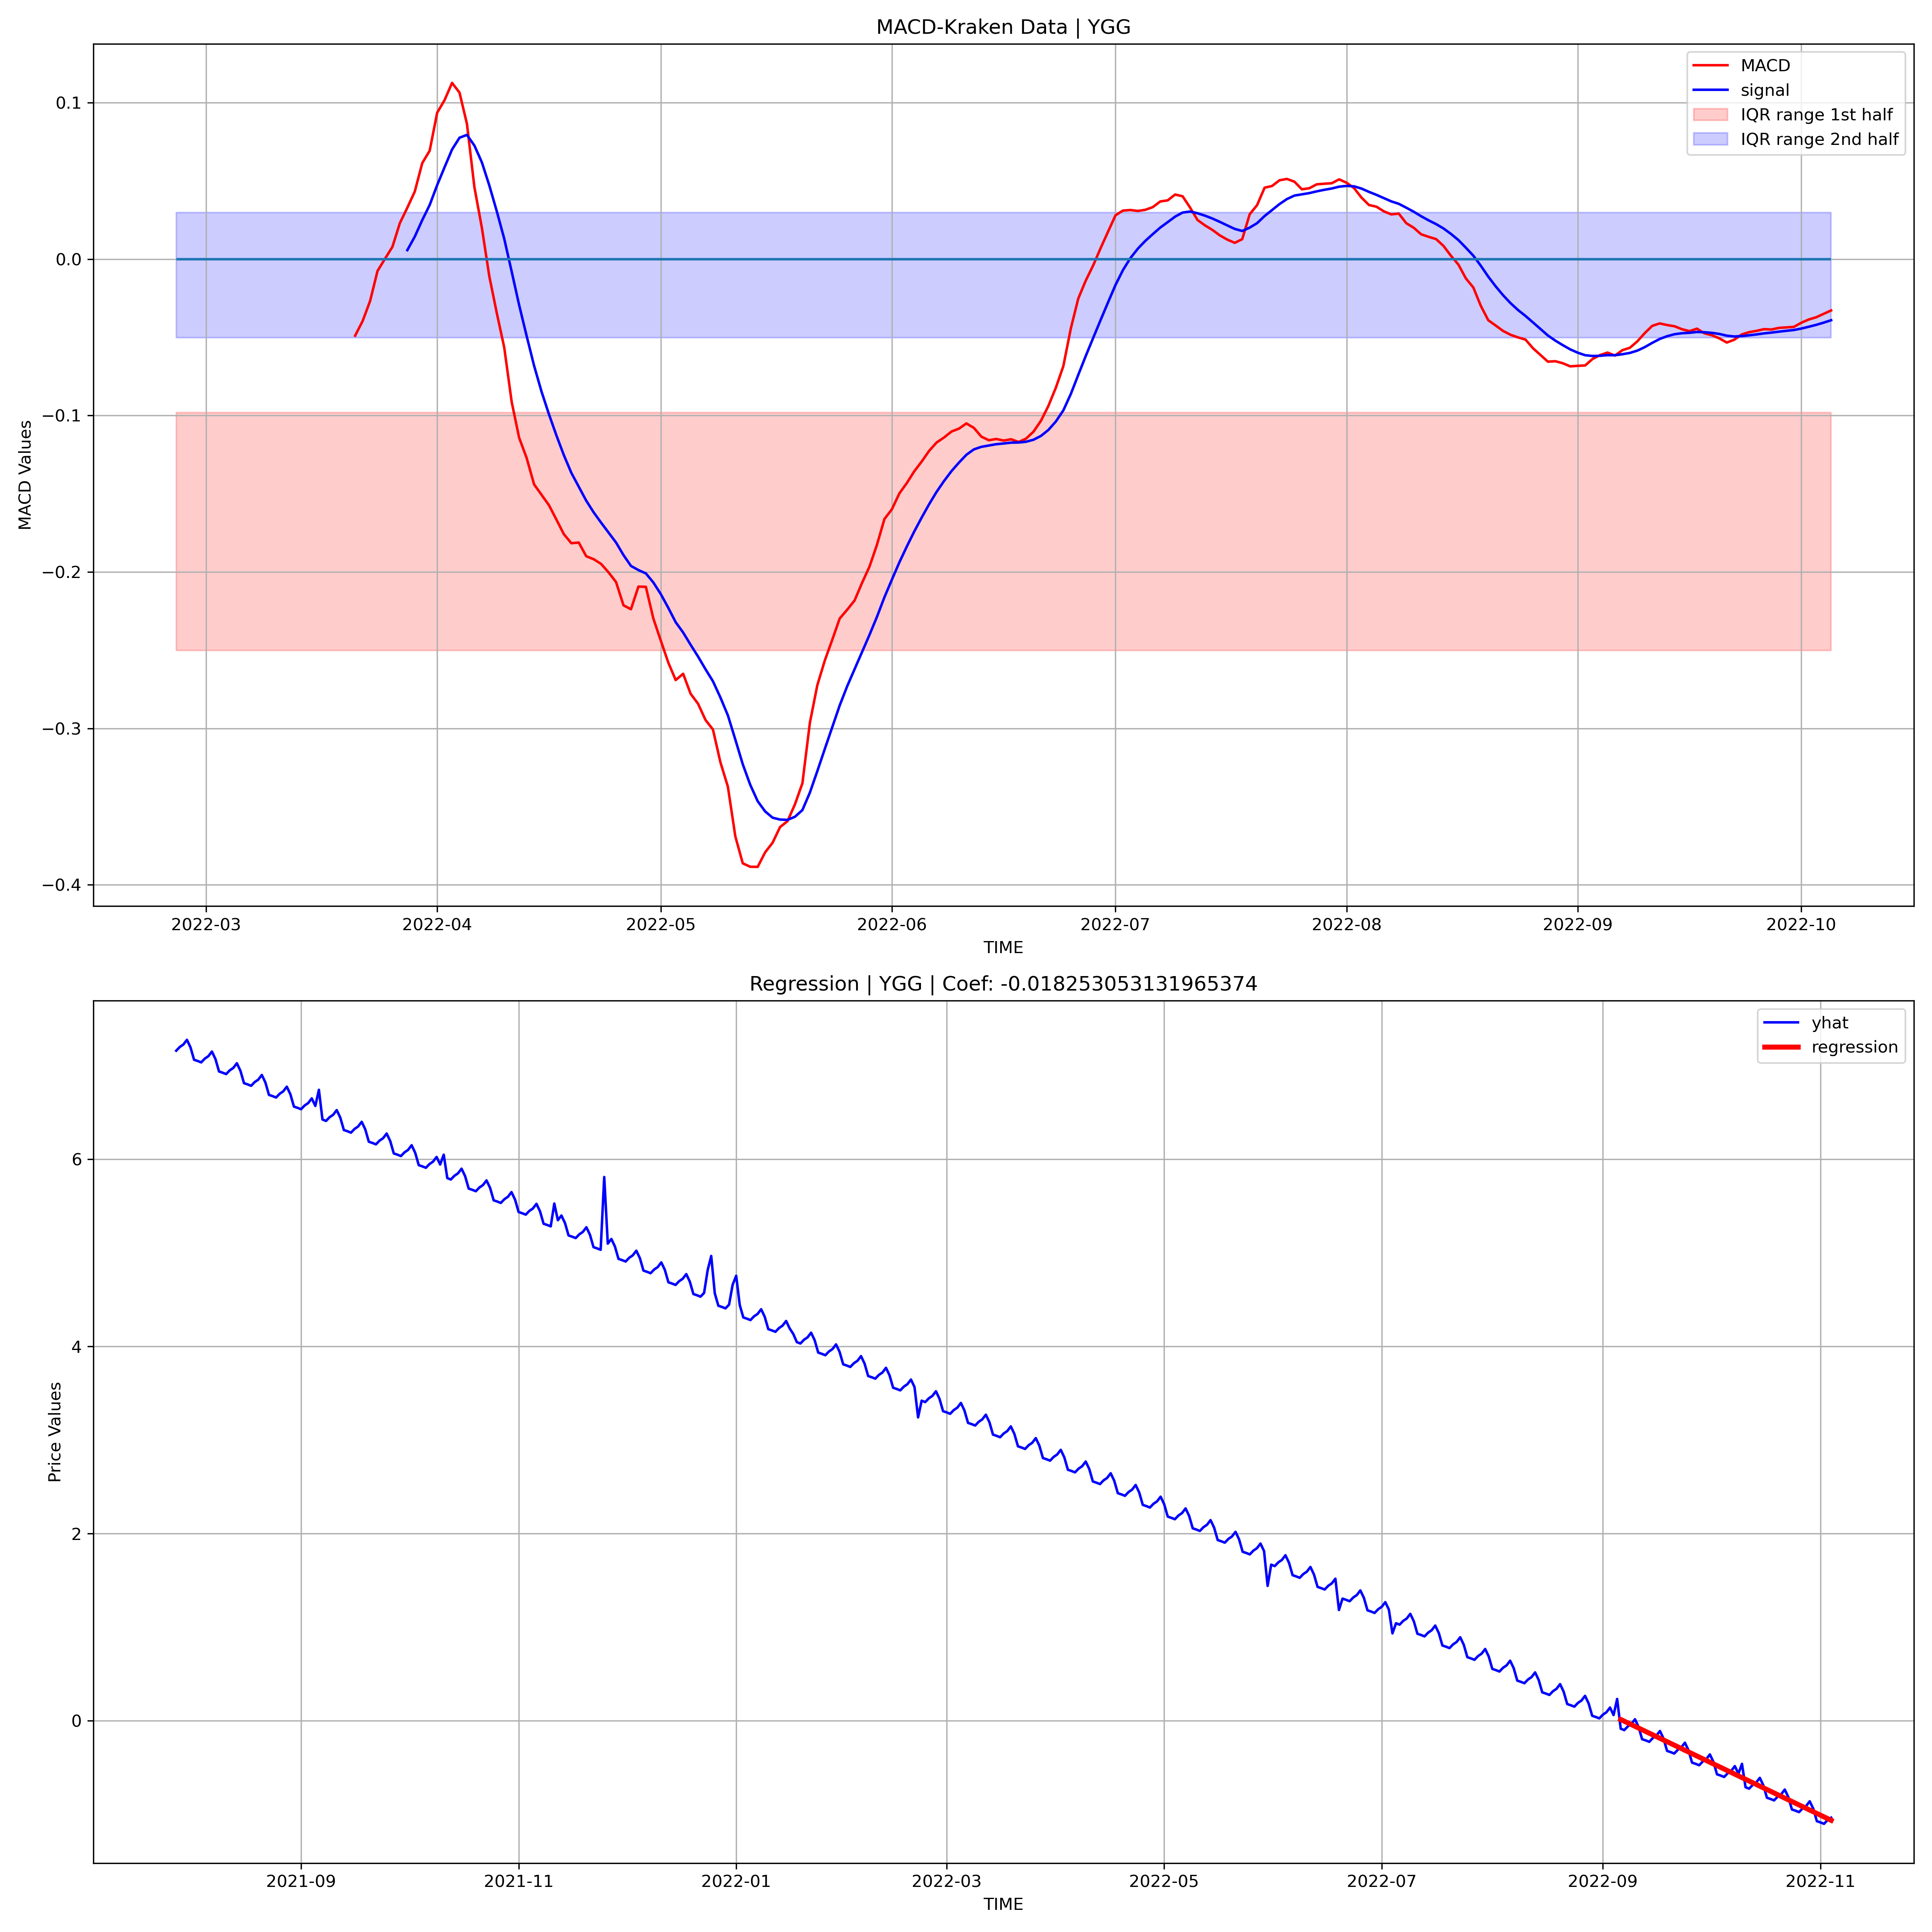 MACD-Kraken Data | YGG
MACD
signal
IQR range 1st half
IQR range 2nd half
0.1
0.0
−0.1
−0.2
−0.3
−0.4
MACD Values
2022-03 2022-04 2022-05 2022-06 2022-07 2022-08 2022-09 2022-10
TIME
Regression | YGG | Coef: -0.018253053131965374
yhat
regression
6
4
2
0
Price Values
2021-09 2021-11 2022-01 2022-03 2022-05 2022-07 2022-09 2022-11
TIME